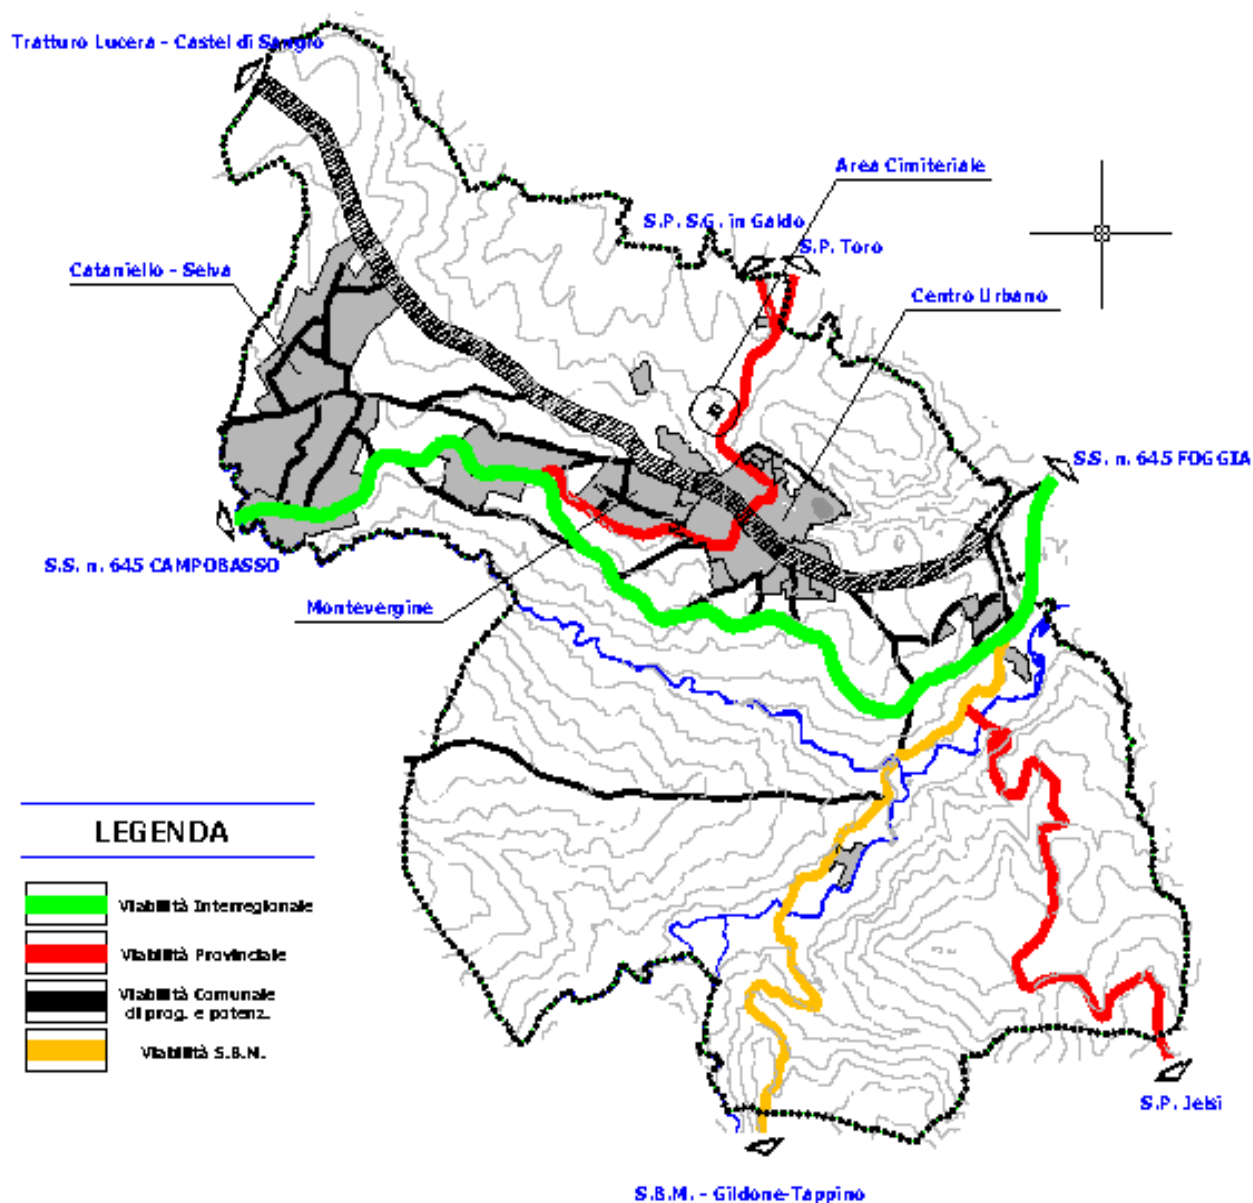 Tratturo Lucera - Castel di Sangro
Area Cimiteriale
S.P. S.G. in Galdo
S.P. Toro
Cataniello - Selva
Centro Urbano
S.S. n. 645 FOGGIA
S.S. n. 645 CAMPOBASSO
Montevergine
LEGENDA
Viabilità Interregionale
Viabilità Provinciale
Viabilità Comunale
di prog. e potenz.
Viabilità S.B.M.
S.P. Jelsi
S.B.M. - Gildone-Tappino